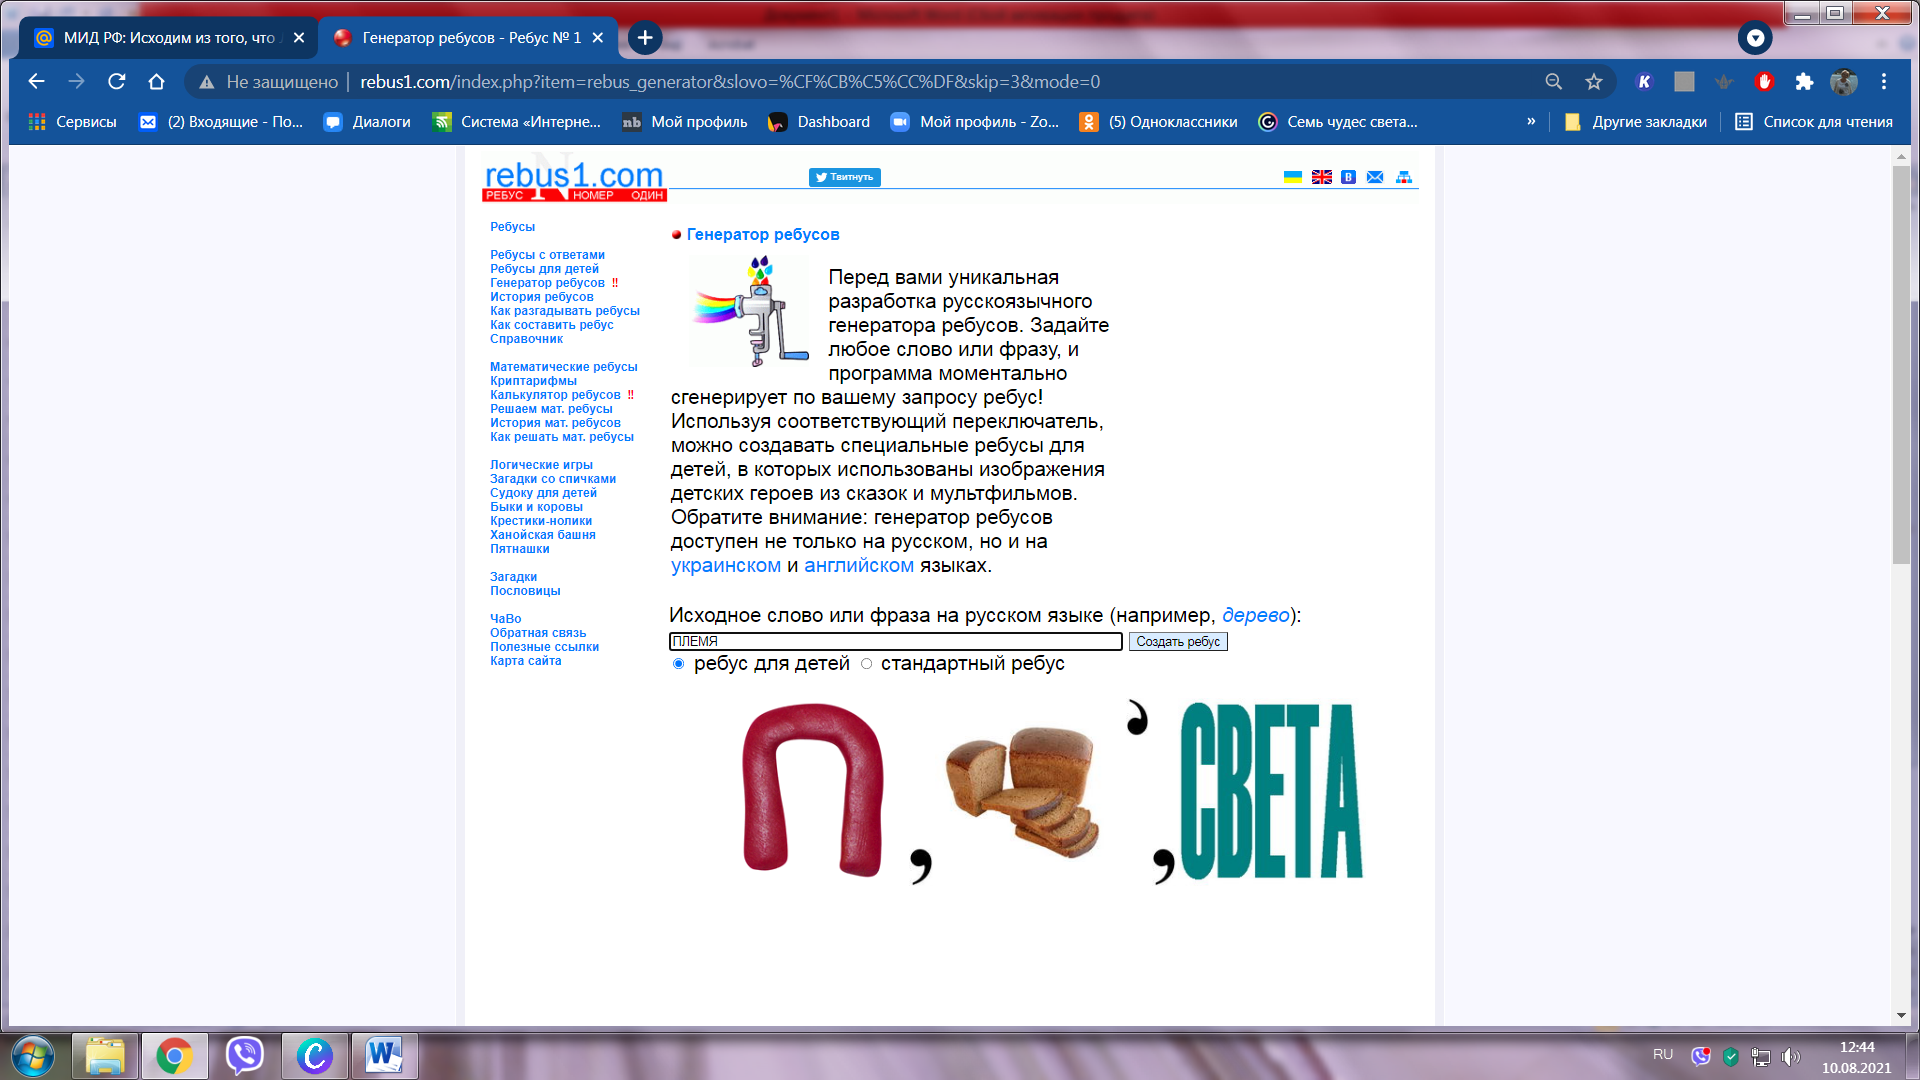 МИД РФ: Исходим из того, что
Генератор ребусов - Ребус № 1
Не защищено
rebus1.com/index.php?item=rebus_generator&slovo=%CF%CB%C5%CC%DF&skip=3&mode=0
Сервисы
(2) Входящие - По...
Диалоги
Система «Интерне...
nb Мой профиль
Dashboard
Мой профиль - Zo...
(5) Одноклассники
Семь чудес света...
»
Другие закладки
Список для чтения
rebus1.com
РЕБУС N НОМЕР ОДИН
Твитнуть
В
Ребусы
Ребусы с ответами
Ребусы для детей
Генератор ребусов !!
История ребусов
Как разгадывать ребусы
Как составить ребус
Справочник
Математические ребусы
Криптарифмы
Калькулятор ребусов !!
Решаем мат. ребусы
История мат. ребусов
Как решать мат. ребусы
Логические игры
Загадки со спичками
Судоку для детей
Быки и коровы
Крестики-нолики
Ханойская башня
Пятнашки
Загадки
Пословицы
ЧаВо
Обратная связь
Полезные ссылки
Карта сайта
Генератор ребусов
Перед вами уникальная
разработка русскоязычного
генератора ребусов. Задайте
любое слово или фразу, и
программа моментально
сгенерирует по вашему запросу ребус!
Используя соответствующий переключатель,
можно создавать специальные ребусы для
детей, в которых использованы изображения
детских героев из сказок и мультфильмов.
Обратите внимание: генератор ребусов
доступен не только на русском, но и на
украинском и английском языках.
Исходное слово или фраза на русском языке (например, дерево):
ПЛЕМЯ
Создать ребус
ребус для детей стандартный ребус
П , ‘ , СВЕТА
RU
12:44
10.08.2021